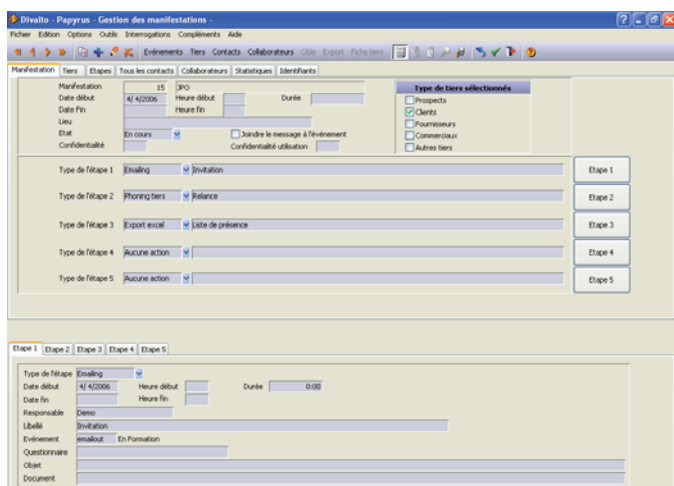 Divalto - Papyrus - Gestion des manifestations -
Fichier Edition Options Outils Interrogations Compléments Aide
Evénements Tiers Contacts Collaborateurs Cible Export Fiche tiers
Manifestation Tiers Etapes Tous les contacts Collaborateurs Statistiques Identifiants
Manifestation 15 JPO
Type de tiers sélectionnés
Date début 4/ 4/2006 Heure début Durée
Prospects
Date Fin Heure fin
Clients
Lieu
Fournisseurs
Etat En cours Joindre le message à l'événement
Commerciaux
Confidentialité Confidentialité utilisation
Autres tiers
Type de l'étape 1 Emailing Invitation Etape 1
Type de l'étape 2 Phoning tiers Relance Etape 2
Type de l'étape 3 Export excel Liste de présence Etape 3
Type de l'étape 4 Aucune action Etape 4
Type de l'étape 5 Aucune action Etape 5
Etape 1 Etape 2 Etape 3 Etape 4 Etape 5
Type de l'étape Emailing
Date début 4/ 4/2006 Heure début Durée 0:00
Date fin Heure fin
Responsable Demo
Libellé Invitation
Evénement emailout En Formation
Questionnaire
Objet
Document